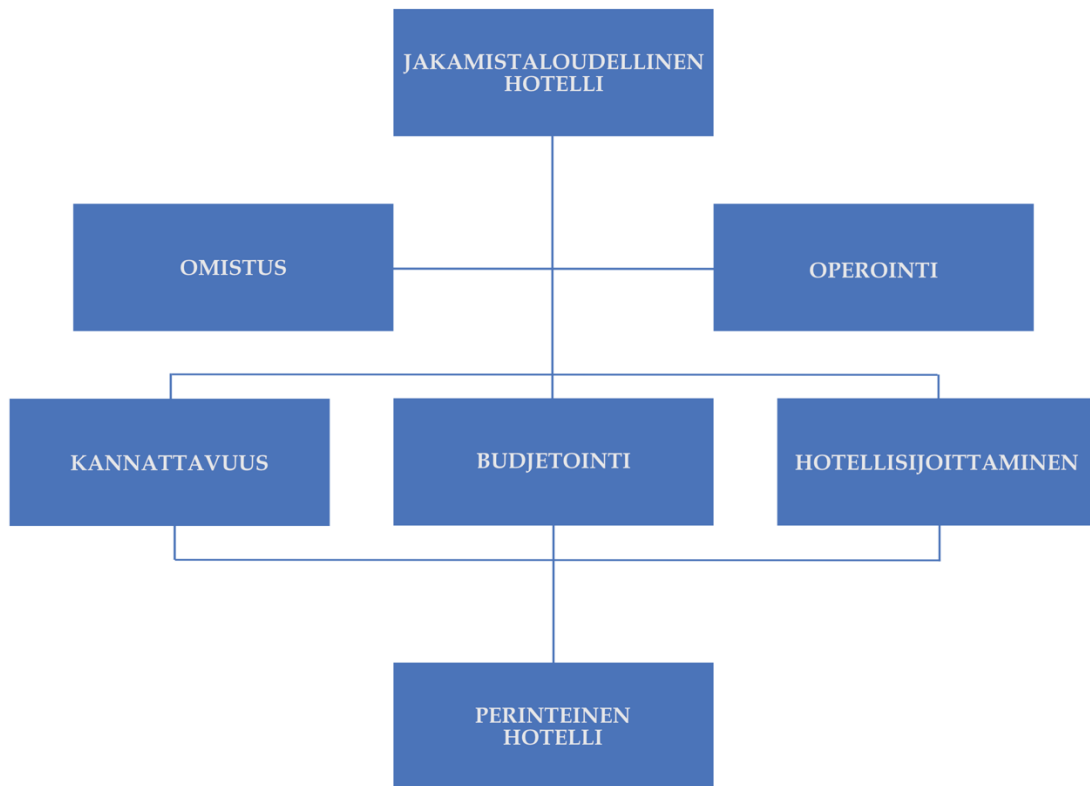 JAKAMISTALOUDELLINEN
HOTELLI
OMISTUS
OPEROINTI
KANNATTAVUUS
BUDJETOINTI
HOTELLISIJOITTAMINEN
PERINTEINEN
HOTELLI